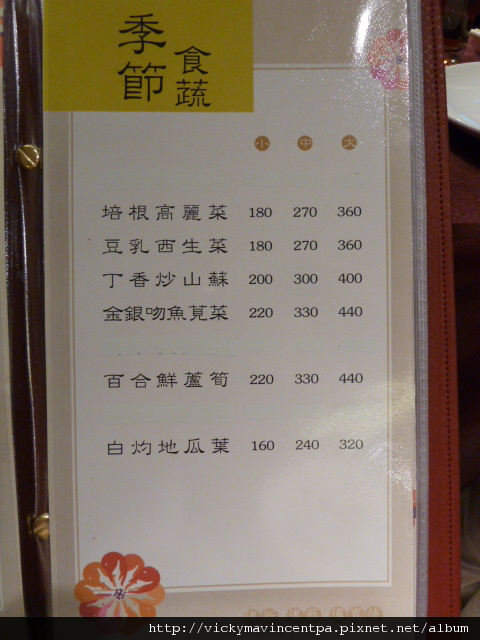 季節
食蔬
小 中 大
培根高麗菜 180 270 360
豆乳西生菜 180 270 360
丁香炒山蘇 200 300 400
金銀吻魚莧菜 220 330 440
百合鮮蘆筍 220 330 440
白灼地瓜葉 160 240 320
http://vickymavincentpa.pixnet.net/album